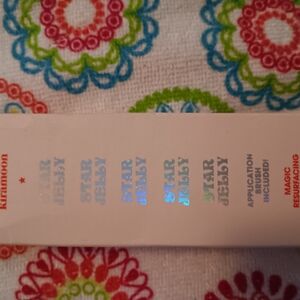 Kiramoon
STAR
JELLY
STAR
JELLY
STAR
JELLY
STAR
JELLY
STAR
JELLY
APPLICATION
BRUSH
INCLUDED!
MAGIC
RESURFACING